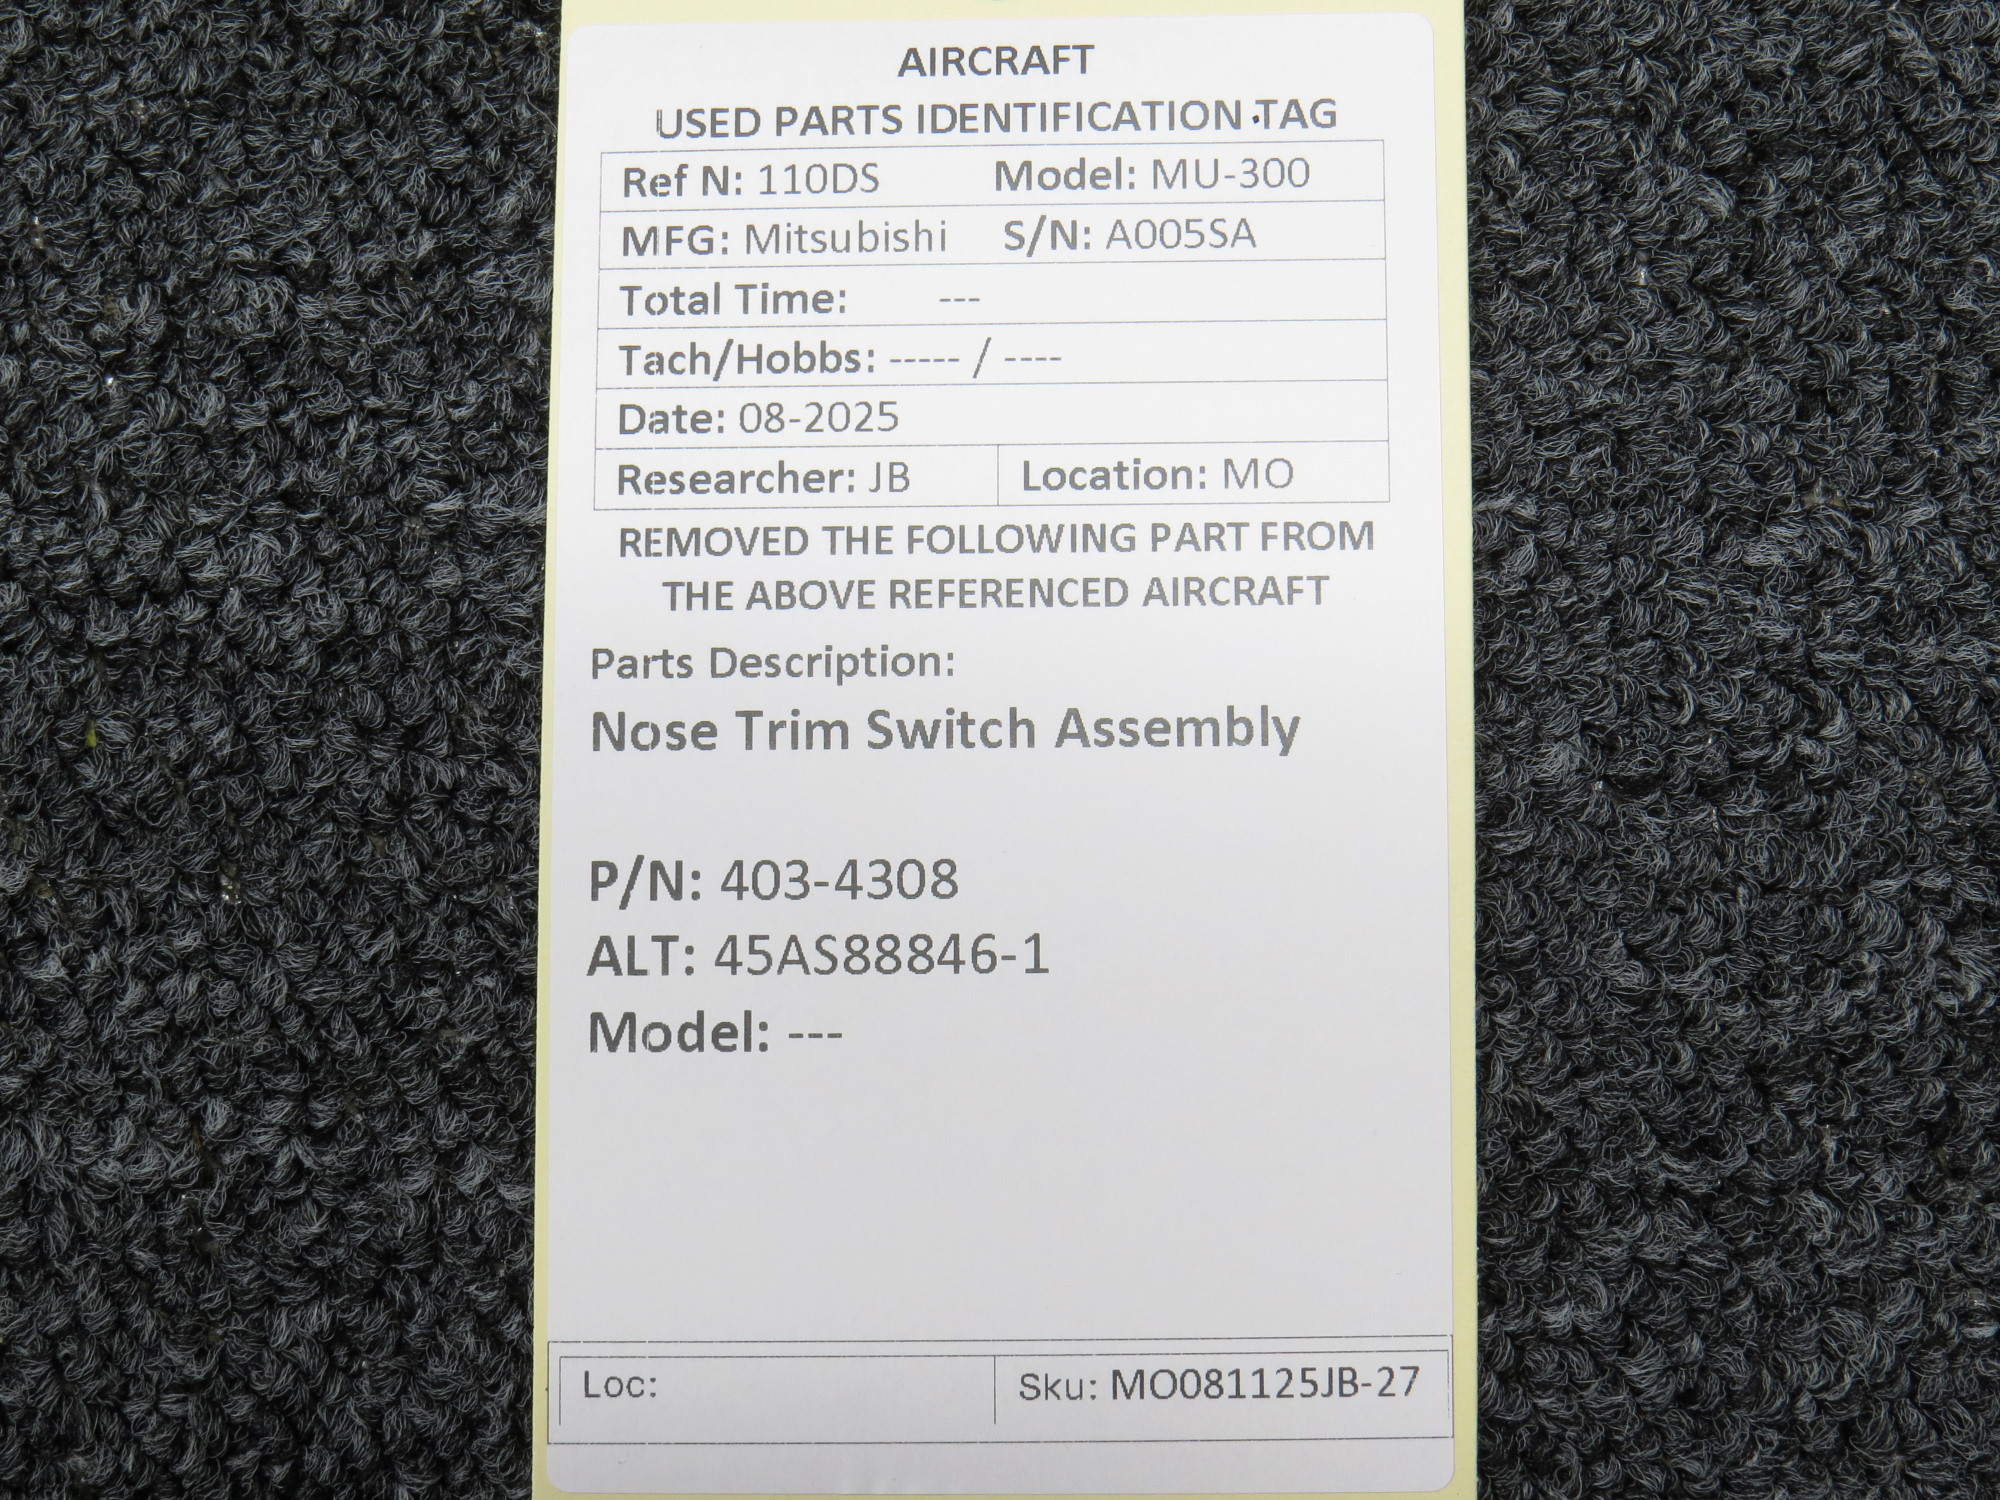 AIRCRAFT
USED PARTS IDENTIFICATION TAG
Ref N: 110DS Model: MU-300
MFG: Mitsubishi S/N: A005SA
Total Time: ---
Tach/Hobbs: ----- / ----
Date: 08-2025
Researcher: JB Location: MO
REMOVED THE FOLLOWING PART FROM
THE ABOVE REFERENCED AIRCRAFT
Parts Description:
Nose Trim Switch Assembly
P/N: 403-4308
ALT: 45AS88846-1
Model: ---
Loc: Sku: MO081125JB-27